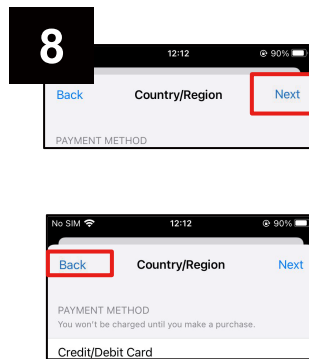 8
12:12 90%
Back Country/Region Next
PAYMENT METHOD
No SIM 12:12 90%
Back Country/Region Next
PAYMENT METHOD
You won't be charged until you make a purchase.
Credit/Debit Card